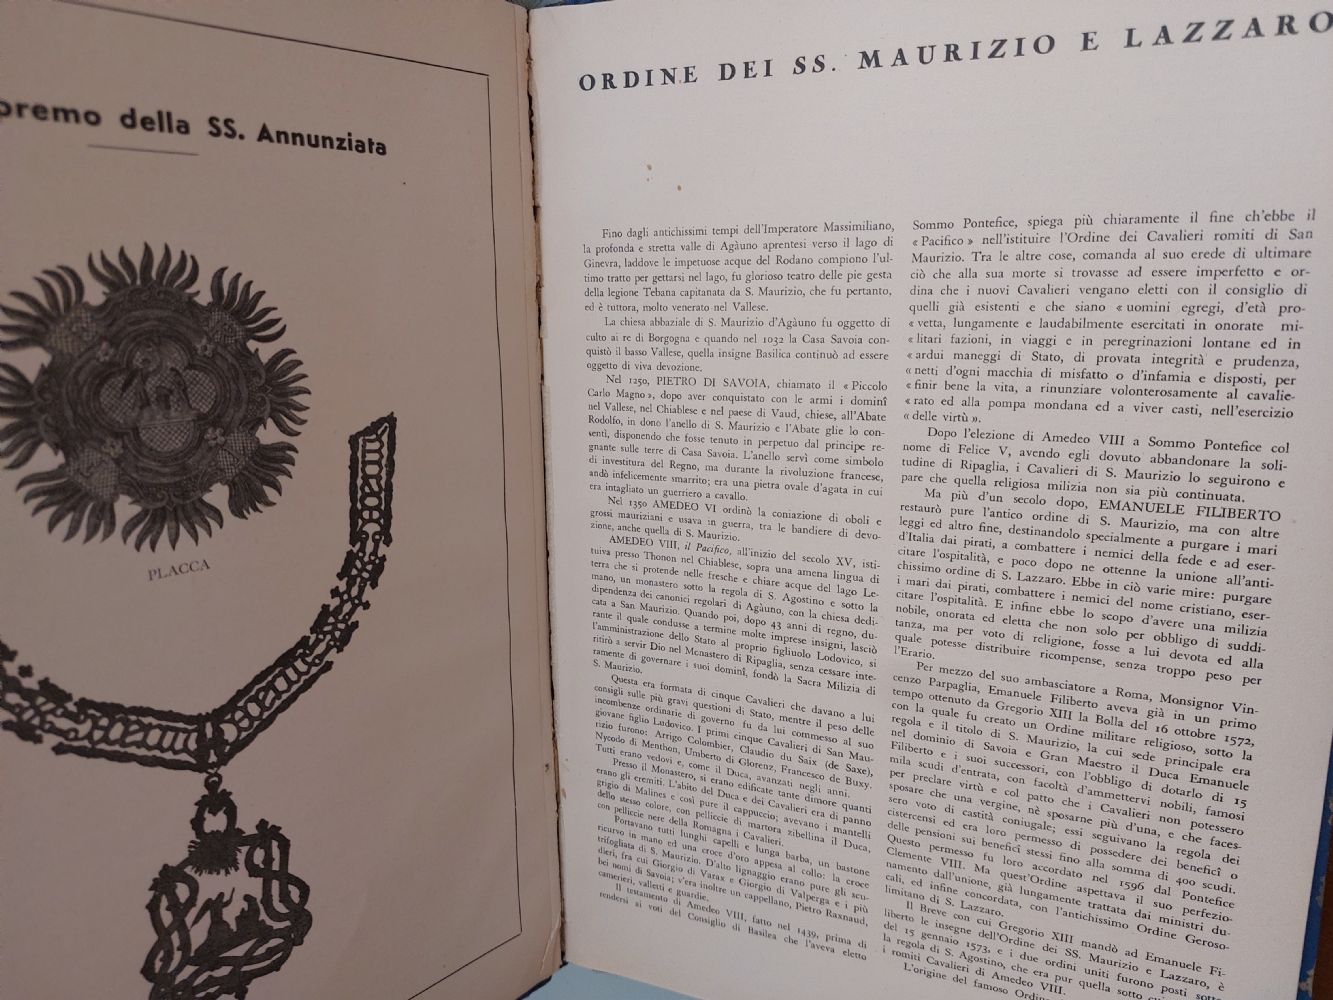 premo della SS. Annunziata
PLACCA
ORDINE DEI SS. MAURIZIO E LAZZARO
Fino dagli antichissimi tempi dell'Imperatore Massimiliano,
la profonda e stretta valle di Agàuno aprentesi verso il lago di
Ginevra, laddove le impetuose acque del Rodano compiono l'ul-
timo tratto per gettarsi nel lago, fu glorioso teatro delle pie gesta
della legione Tebana capitanata da S. Maurizio, che fu pertanto,
ed è tuttora, molto venerato nel Vallese.
La chiesa abbaziale di S. Maurizio d'Agàuno fu oggetto di
culto ai re di Borgogna e quando nel 1032 la Casa Savoia con-
quistò il basso Vallese, quella insigne Basilica continuò ad essere
oggetto di viva devozione.
Nel 1250, PIETRO DI SAVOIA, chiamato il « Piccolo
Carlo Magno », dopo aver conquistato con le armi i dominî
nel Vallese, nel Chiablese e nel paese di Vaud, chiese, all'Abate
Rodolfo, in dono l'anello di S. Maurizio e l'Abate glie lo con-
sentì, disponendo che fosse tenuto in perpetuo dal principe re-
gnante sulle terre di Casa Savoia. L'anello servì come simbolo
di investitura del Regno, ma durante la rivoluzione francese,
andò infelicemente smarrito; era una pietra ovale d'agata in cui
era intagliato un guerriero a cavallo.
Nel 1350 AMEDEO VI ordinò la coniazione di oboli e
grossi mauriziani e usava in guerra, tra le bandiere di devo-
zione, anche quella di S. Maurizio.
AMEDEO VIII, il Pacifico, all'inizio del secolo XV, isti-
tuiva presso Thonon nel Chiablese, sopra una amena lingua di
terra che si protende nelle fresche e chiare acque del lago Le-
mano, un monastero sotto la regola di S. Agostino e sotto la
dipendenza dei canonici regolari di Agàuno, con la chiesa dedi-
cata a San Maurizio. Quando poi, dopo 43 anni di regno, du-
rante il quale condusse a termine molte imprese insigni, lasciò
l'amministrazione dello Stato al proprio figliuolo Lodovico, si
ritirò a servir Dio nel Monastero di Ripaglia, senza cessare inte-
ramente di governare i suoi dominî, fondò la Sacra Milizia di
S. Maurizio.
Questa era formata di cinque Cavalieri che davano a lui
consigli sulle più gravi questioni di Stato, mentre il peso delle
incombenze ordinarie di governo fu da lui commesso al suo
giovane figlio Lodovico. I primi cinque Cavalieri di San Mau-
rizio furono: Arrigo Colombier, Claudio du Saix (de Saxe),
Nycodo di Menthon, Umberto di Glorenz, Francesco de Buxy.
Tutti erano vedovi e, come il Duca, avanzati negli anni.
Presso il Monastero, si erano edificate tante dimore quanti
erano gli eremiti. L'abito del Duca e dei Cavalieri era di panno
grigio di Malines e così pure il cappuccio; avevano i mantelli
dello stesso colore, con pellicce di martora zibellina il Duca,
con pelliccie nere della Romagna i Cavalieri.
Portavano tutti lunghi capelli e lunga barba, un bastone
ricurvo in mano ed una croce d'oro appesa al collo: la croce
trifogliata di S. Maurizio. D'alto lignaggio erano pure gli scu-
dieri, fra cui Giorgio di Varax e Giorgio di Valperga e i più
bei nomi di Savoia; v'era inoltre un cappellano, Pietro Raxnaud,
camerieri, valletti e guardie.
Il testamento di Amedeo VIII, fatto nel 1439, prima di
rendersi ai voti del Consiglio di Basilea che l'aveva eletto
Sommo Pontefice, spiega più chiaramente il fine ch'ebbe il
« Pacifico » nell'istituire l'Ordine dei Cavalieri romiti di San
Maurizio. Tra le altre cose, comanda al suo erede di ultimare
ciò che alla sua morte si trovasse ad essere imperfetto e or-
dina che i nuovi Cavalieri vengano eletti con il consiglio di
quelli già esistenti e che siano « uomini egregi, d'età pro-
« vetta, lungamente e laudabilmente esercitati in onorate mi-
« litari fazioni, in viaggi e in peregrinazioni lontane ed in
« ardui maneggi di Stato, di provata integrità e prudenza,
« netti d'ogni macchia di misfatto o d'infamia e disposti, per
« finir bene la vita, a rinunziare volonterosamente al cavalie-
« rato ed alla pompa mondana ed a viver casti, nell'esercizio
« delle virtù ».
Dopo l'elezione di Amedeo VIII a Sommo Pontefice col
nome di Felice V, avendo egli dovuto abbandonare la soli-
tudine di Ripaglia, i Cavalieri di S. Maurizio lo seguirono e
pare che quella religiosa milizia non sia più continuata.
Ma più d'un secolo dopo, EMANUELE FILIBERTO
restaurò pure l'antico ordine di S. Maurizio, ma con altre
leggi ed altro fine, destinandolo specialmente a purgare i mari
d'Italia dai pirati, a combattere i nemici della fede e ad eser-
citare l'ospitalità, e poco dopo ne ottenne la unione all'anti-
chissimo ordine di S. Lazzaro. Ebbe in ciò varie mire: purgare
i mari dai pirati, combattere i nemici del nome cristiano, eser-
citare l'ospitalità. E infine ebbe lo scopo d'avere una milizia
nobile, onorata ed eletta che non solo per obbligo di suddi-
tanza, ma per voto di religione, fosse a lui devota ed alla
quale potesse distribuire ricompense, senza troppo peso per
l'Erario.
Per mezzo del suo ambasciatore a Roma, Monsignor Vin-
cenzo Parpaglia, Emanuele Filiberto aveva già in un primo
tempo ottenuto da Gregorio XIII la Bolla del 16 ottobre 1572,
con la quale fu creato un Ordine militare religioso, sotto la
regola e il titolo di S. Maurizio, la cui sede principale era
nel dominio di Savoia e Gran Maestro il Duca Emanuele
Filiberto e i suoi successori, con l'obbligo di dotarlo di 15
mila scudi d'entrata, con facoltà d'ammettervi nobili, famosi
per preclare virtù e col patto che i Cavalieri non potessero
sposare che una vergine, nè sposarne più d'una, e che faces-
sero voto di castità coniugale; essi seguivano la regola dei
cistercensi ed era loro permesso di possedere dei beneficî o
delle pensioni sui beneficî stessi fino alla somma di 400 scudi.
Questo permesso fu loro accordato nel 1596 dal Pontefice
Clemente VIII. Ma quest'Ordine aspettava il suo perfezio-
namento dall'unione, già lungamente trattata dai ministri du-
cali, ed infine concordata, con l'antichissimo Ordine Geroso-
limitano di S. Lazzaro.
Il Breve con cui Gregorio XIII mandò ad Emanuele Fi-
liberto le insegne dell'Ordine dei SS. Maurizio e Lazzaro, è
del 15 gennaio 1573, e i due ordini uniti furono posti sotto
la regola di S. Agostino, che era pur quella sotto cui
i romiti Cavalieri di Amedeo VIII.
L'origine del famoso Ordine